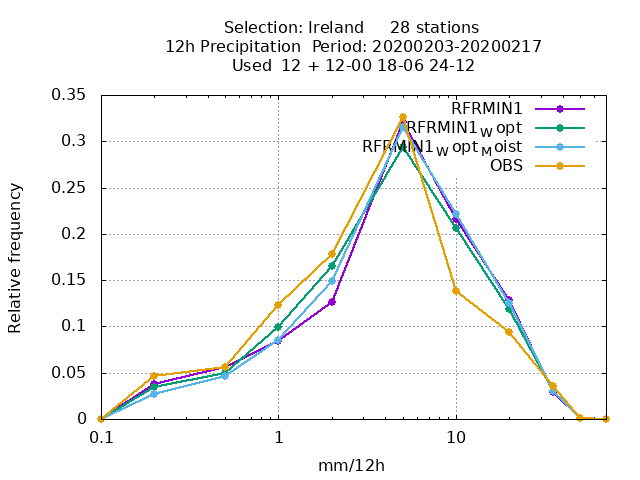 Selection: Ireland     28 stations
12h Precipitation  Period: 20200203-20200217
Used  12 + 12-00 18-06 24-12
0.35
0.3
0.25
0.2
0.15
0.1
0.05
0
0.1
1
10
Relative frequency
mm/12h
RFRMIN1
RFRMIN1Wopt
RFRMIN1WoptMoist
OBS